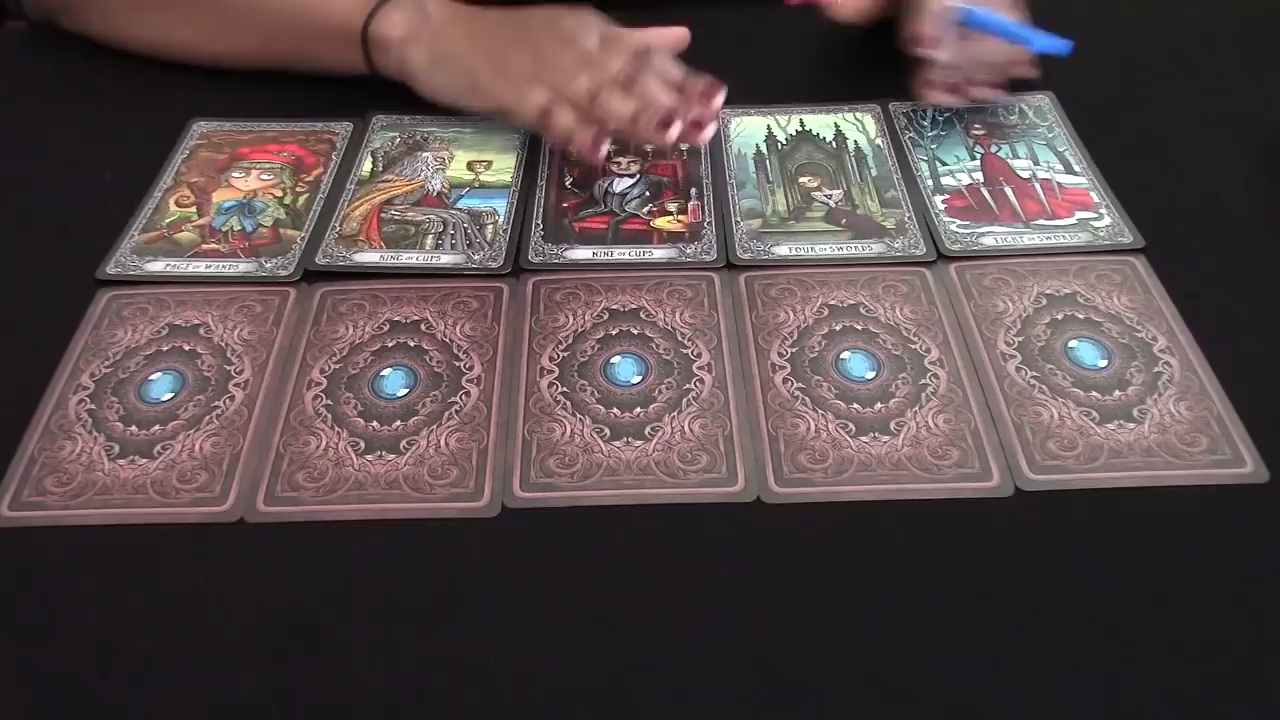 PAGE OF WANDS
KING OF CUPS
NINE OF CUPS
FOUR OF SWORDS
EIGHT OF SWORDS